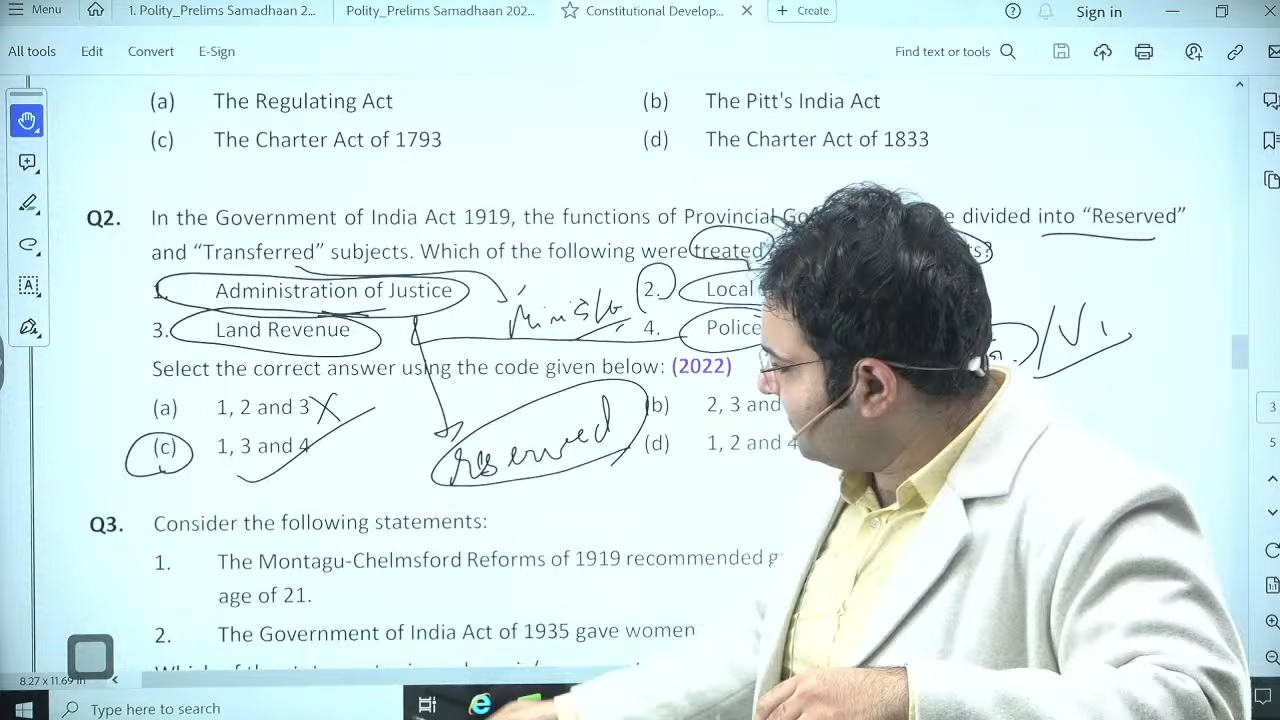 Menu 1. Polity_Prelims Samadhaan 2... Polity_Prelims Samadhaan 202... Constitutional Develop... Create Sign in
All tools Edit Convert E-Sign Find text or tools
(a) The Regulating Act (b) The Pitt's India Act
(c) The Charter Act of 1793 (d) The Charter Act of 1833
Q2. In the Government of India Act 1919, the functions of Provincial divided into “Reserved”
and “Transferred” subjects. Which of the following were treated
1. Administration of Justice 2. Local
3. Land Revenue 4. Police
Select the correct answer using the code given below: (2022)
(a) 1, 2 and 3 (b) 2, 3 and
(c) 1, 3 and 4 (d) 1, 2 and 4
reserved
Q3. Consider the following statements:
1. The Montagu-Chelmsford Reforms of 1919 recommended
age of 21.
2. The Government of India Act of 1935 gave women
8.27 x 11.69 in
Type here to search
3
5